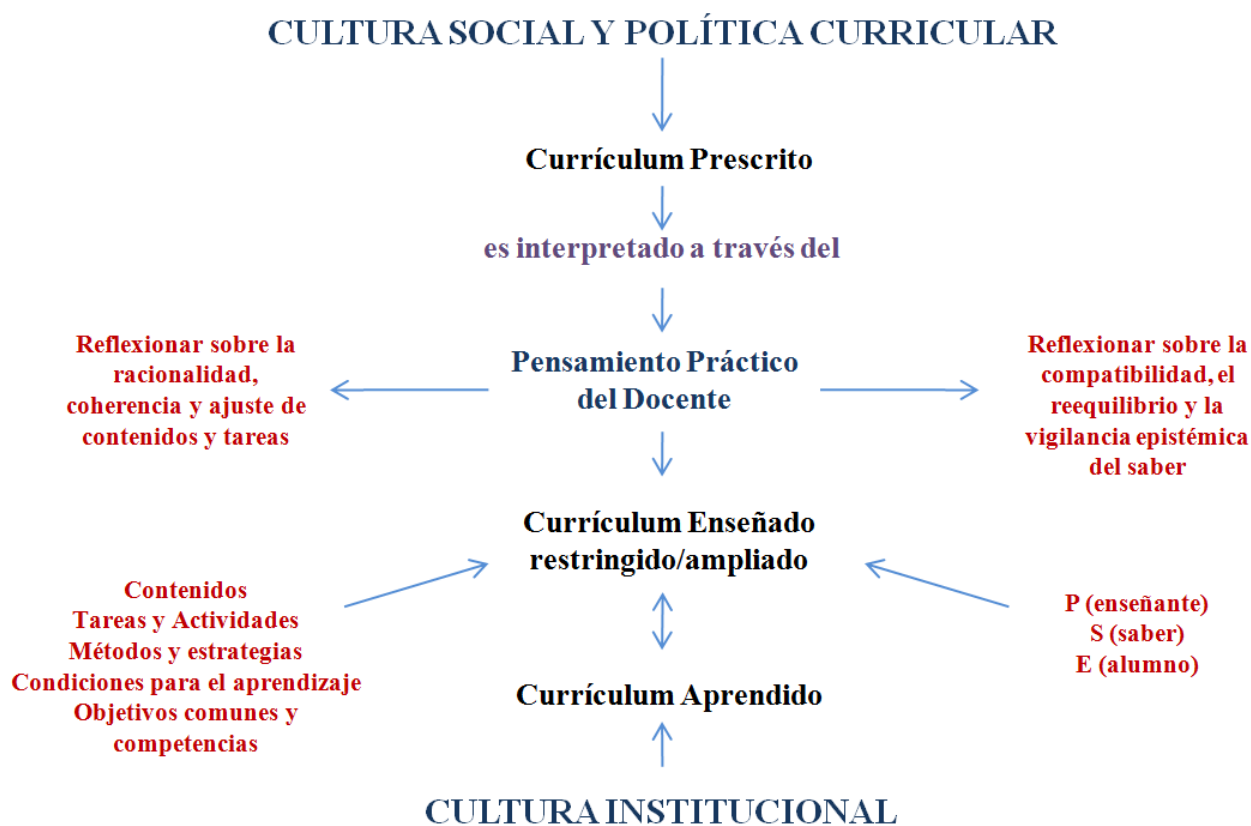 CULTURA SOCIAL Y POLÍTICA CURRICULAR
Currículum Prescrito
es interpretado a través del
Reflexionar sobre la
racionalidad,
coherencia y ajuste de
contenidos y tareas
Pensamiento Práctico
del Docente
Reflexionar sobre la
compatibilidad, el
reequilibrio y la
vigilancia epistémica
del saber
Currículum Enseñado
restringido/ampliado
Contenidos
Tareas y Actividades
Métodos y estrategias
Condiciones para el aprendizaje
Objetivos comunes y
competencias
P (enseñante)
S (saber)
E (alumno)
Currículum Aprendido
CULTURA INSTITUCIONAL